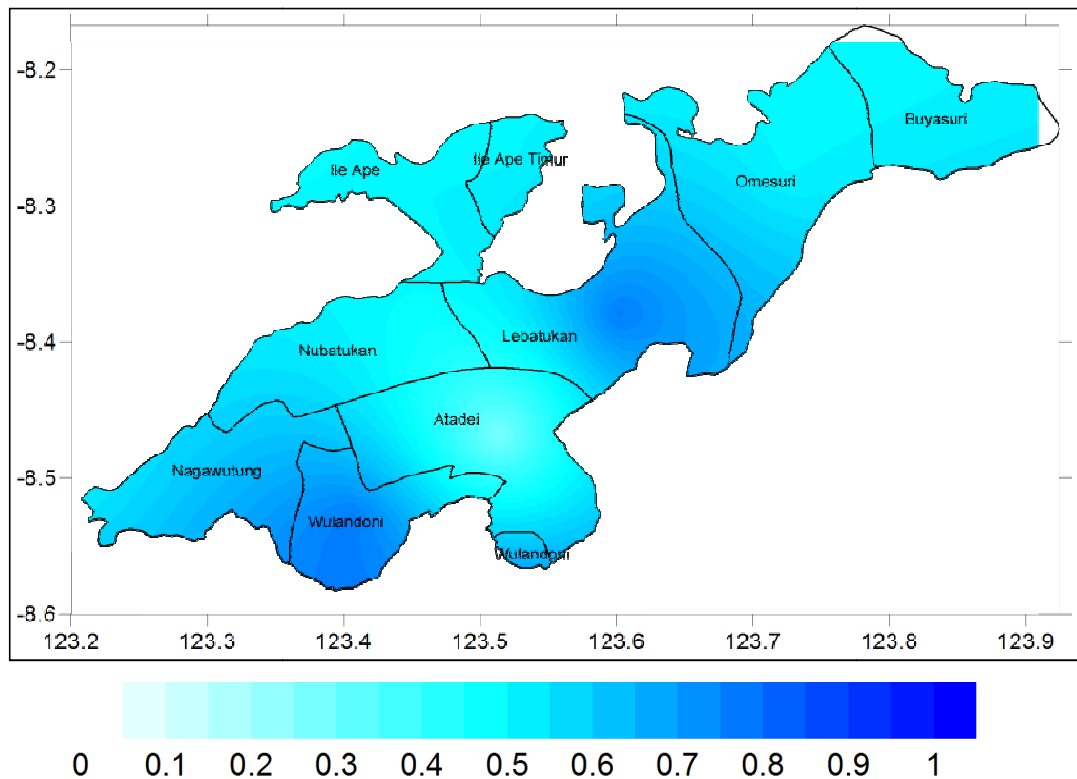 -8.2
Buyasuri
Ile Ape Timur
Ile Ape
Omesuri
-8.3
Lebatukan
-8.4
Nubatukan
Atadei
Nagawutung
-8.5
Wulandoni
Wulandoni
-8.6
123.2 123.3 123.4 123.5 123.6 123.7 123.8 123.9
0 0.1 0.2 0.3 0.4 0.5 0.6 0.7 0.8 0.9 1